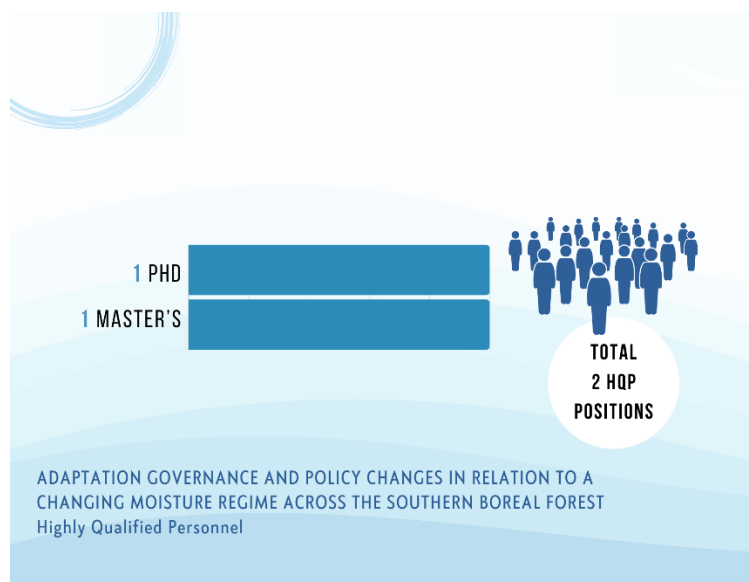 1 PHD
1 MASTER'S
TOTAL
2 HQP
POSITIONS
ADAPTATION GOVERNANCE AND POLICY CHANGES IN RELATION TO A
CHANGING MOISTURE REGIME ACROSS THE SOUTHERN BOREAL FOREST
Highly Qualified Personnel